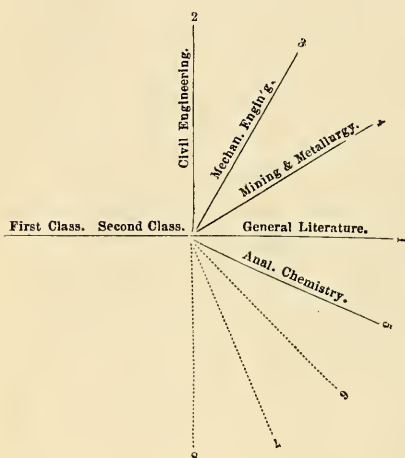 2
Civil Engineering.
3
Mechan. Engin'g.
4
Mining & Metallurgy.
First Class. Second Class. General Literature.
1
Anal. Chemistry.
5
6
7
8